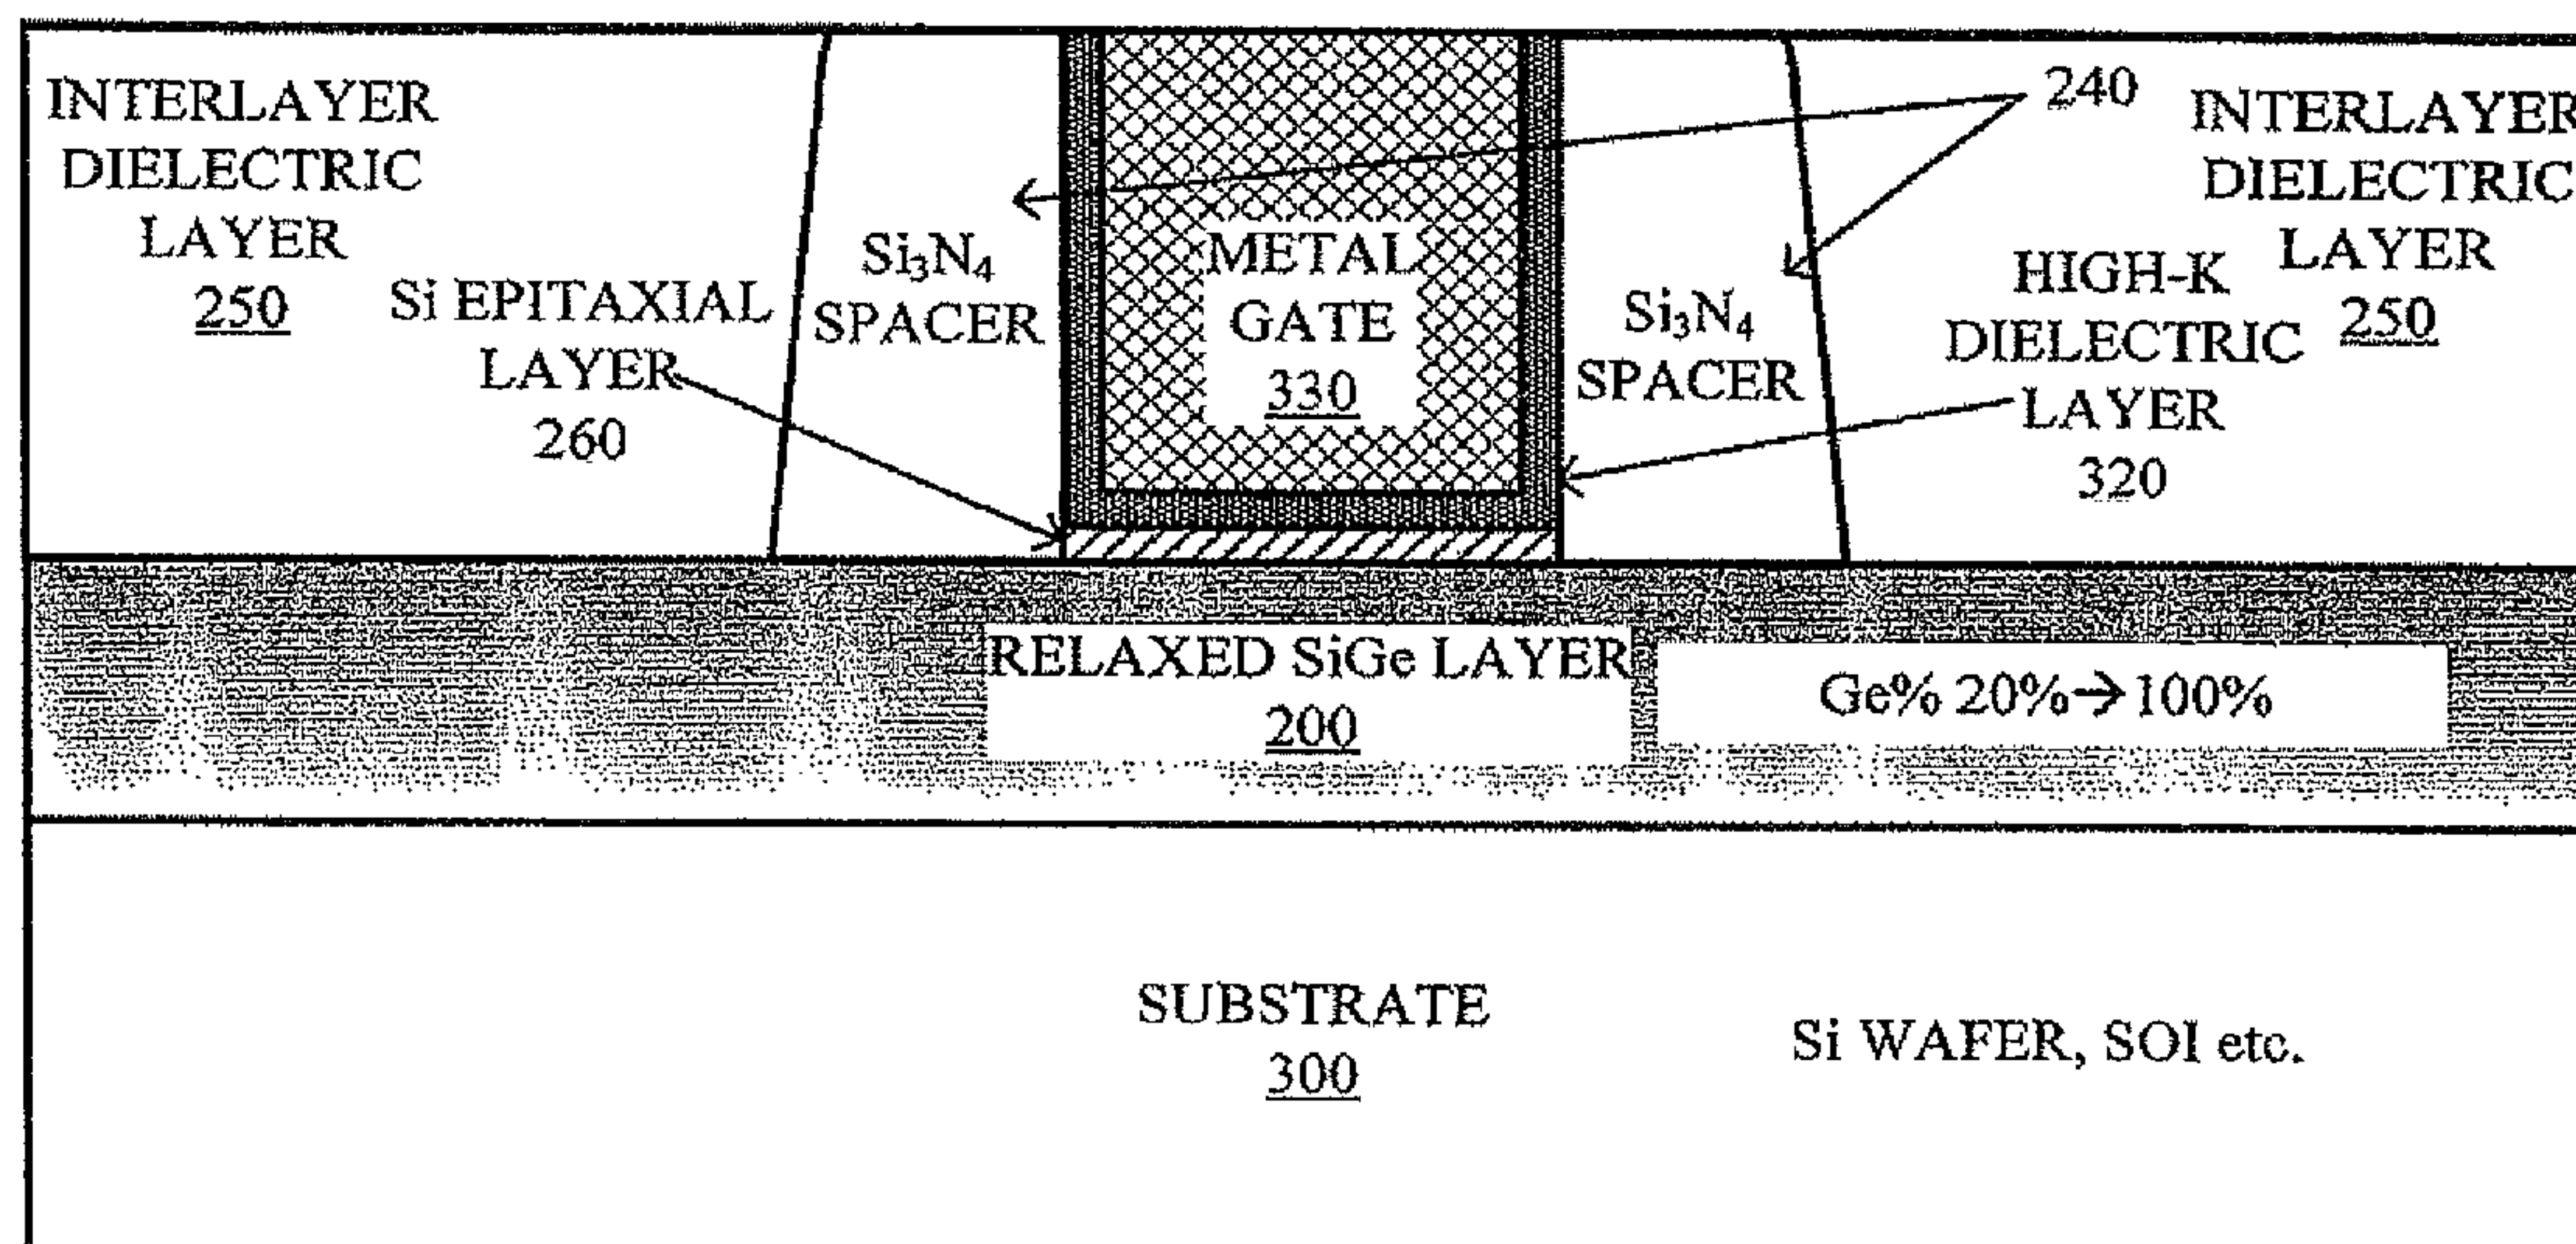 INTERLAYER
DIELECTRIC
LAYER
250
Si EPITAXIAL
LAYER
260
Si₃N₄
SPACER
METAL
GATE
330
Si₃N₄
SPACER
240
HIGH-K
DIELECTRIC
LAYER
320
INTERLAYER
DIELECTRIC
LAYER
250
RELAXED SiGe LAYER
200
Ge% 20%→100%
SUBSTRATE
300
Si WAFER, SOI etc.